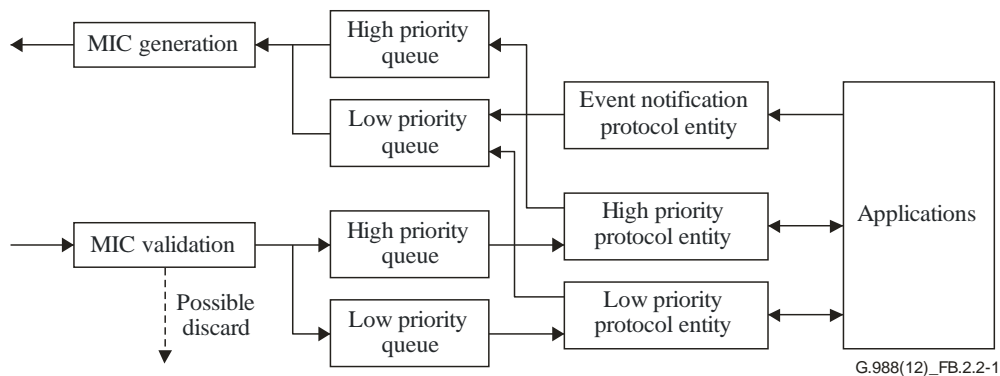 MIC generation
High priority
queue
Low priority
queue
Event notification
protocol entity
Applications
MIC validation
Possible
discard
High priority
queue
Low priority
queue
High priority
protocol entity
Low priority
protocol entity
G.988(12)_FB.2.2-1